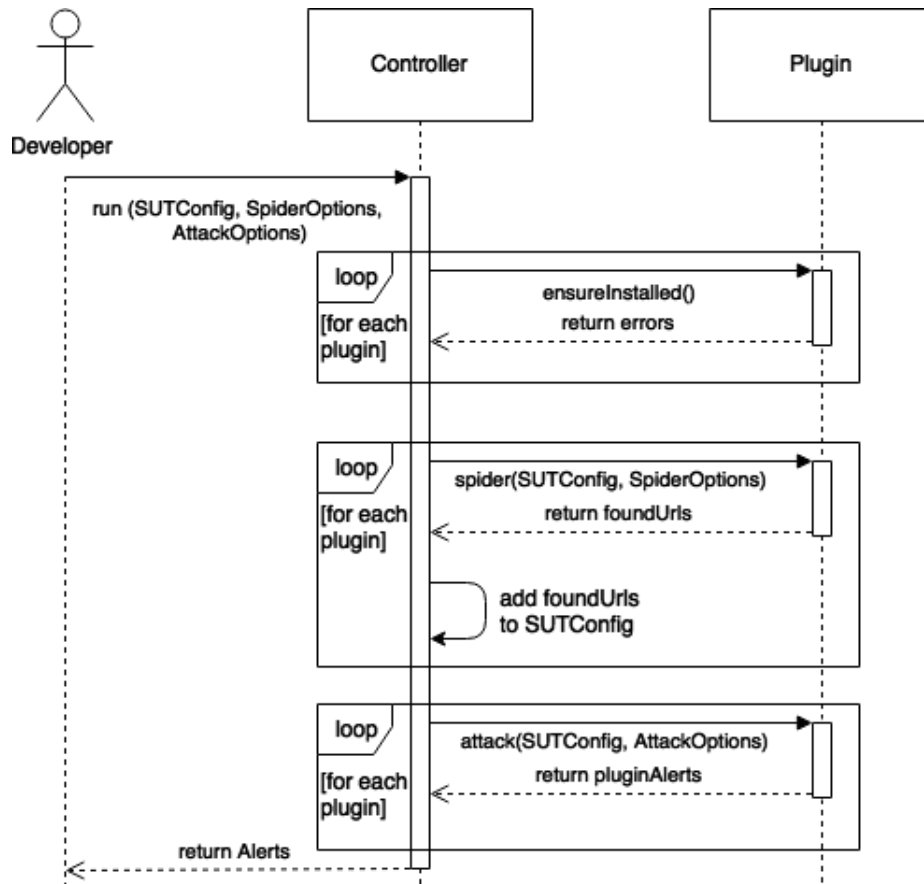 Controller
Plugin
Developer
run (SUTConfig, SpiderOptions,
AttackOptions)
loop
[for each
plugin]
ensureInstalled()
return errors
loop
[for each
plugin]
spider(SUTConfig, SpiderOptions)
return foundUrls
add foundUrls
to SUTConfig
loop
[for each
plugin]
attack(SUTConfig, AttackOptions)
return pluginAlerts
return Alerts